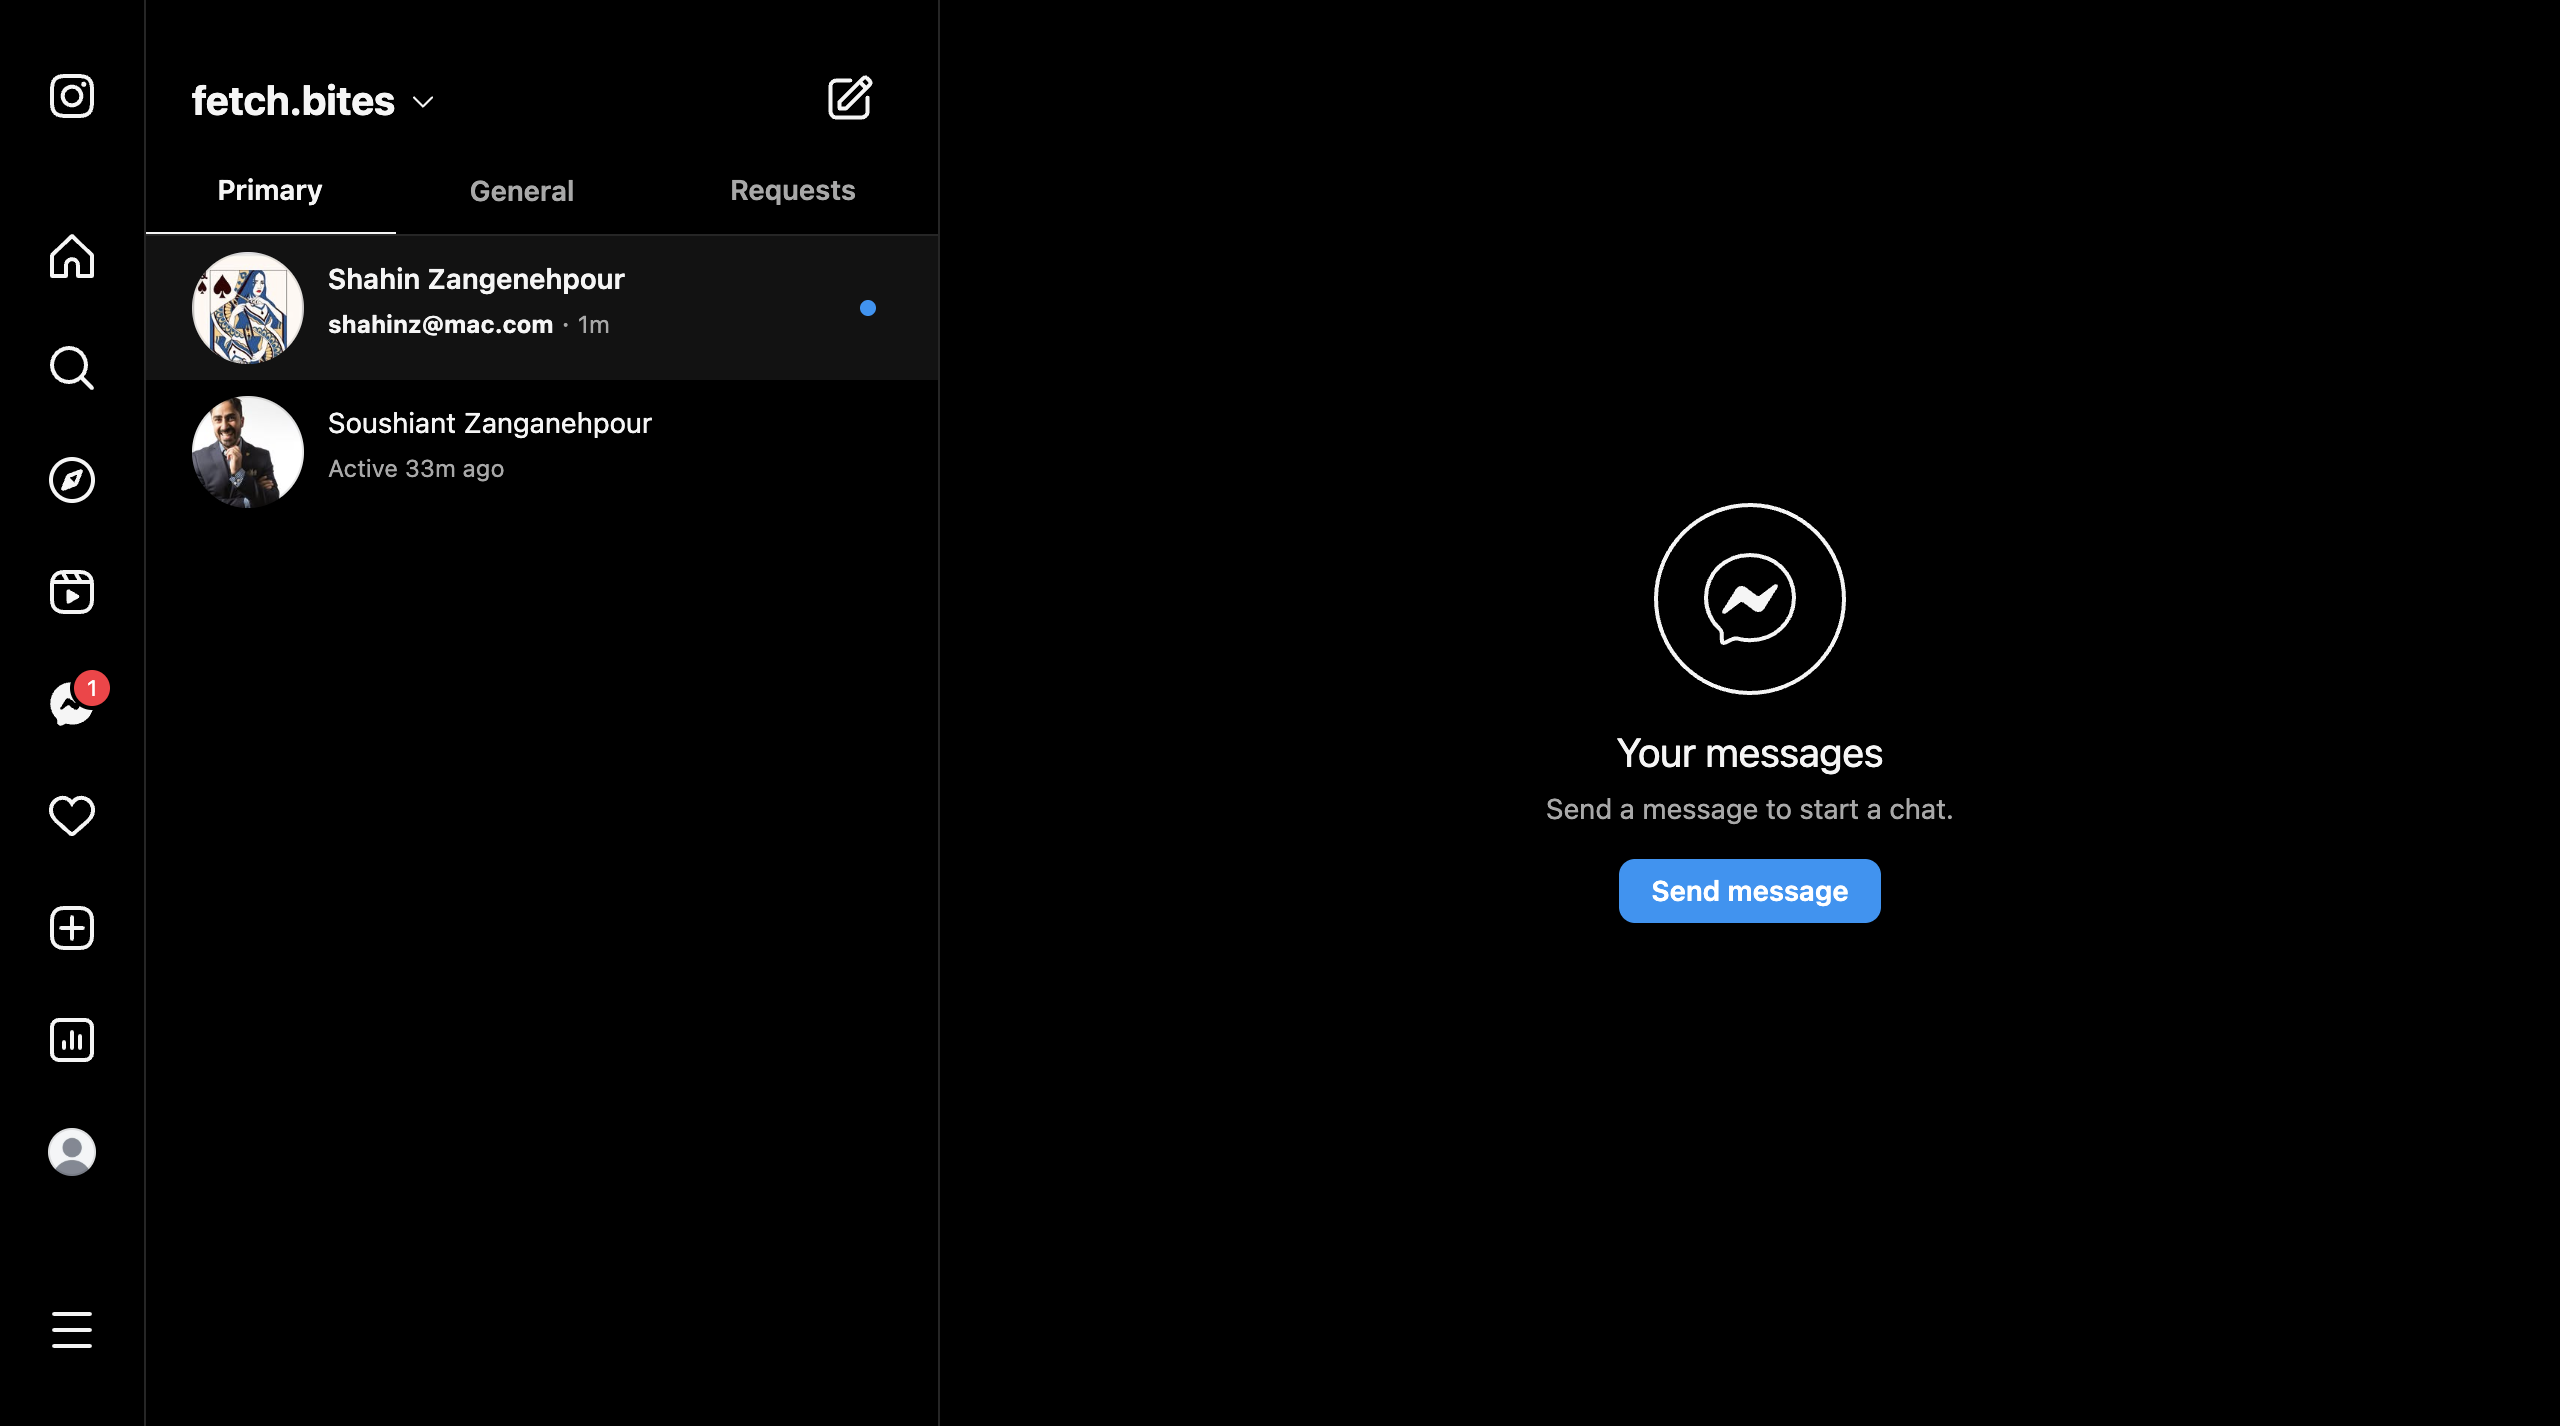 fetch.bites
Primary
General
Requests
Shahin Zangenehpour
shahinz@mac.com · 1m
Soushiant Zanganehpour
Active 33m ago
1
Your messages
Send a message to start a chat.
Send message